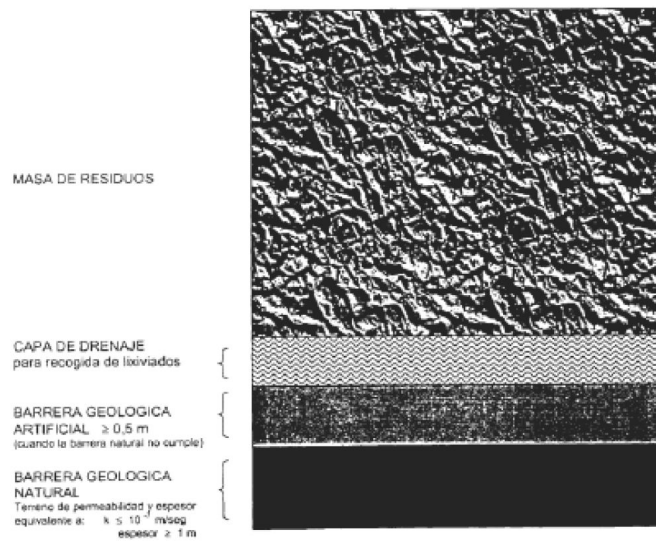 MASA DE RESIDUOS
CAPA DE DRENAJE
para recogida de lixiviados
BARRERA GEOLOGICA
ARTIFICIAL ≥ 0,5 m
(cuando la barrera natural no cumple)
BARRERA GEOLOGICA
NATURAL
Terreno de permeabilidad y espesor
equivalente a: k ≤ 10⁻⁷ m/seg
espesor ≥ 1 m